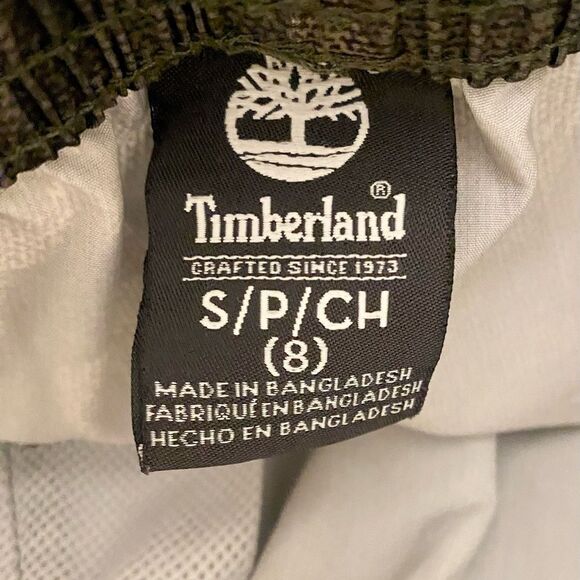 Timberland®
CRAFTED SINCE 1973
S/P/CH
(8)
MADE IN BANGLADESH
FABRIQUÉ EN BANGLADESH
HECHO EN BANGLADESH